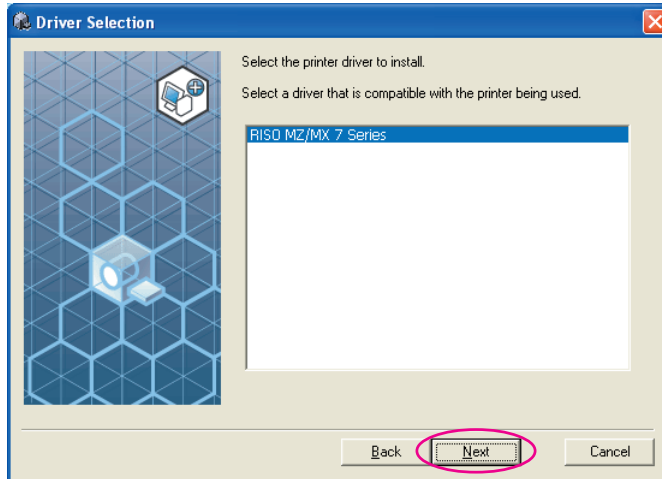 Driver Selection
Select the printer driver to install.
Select a driver that is compatible with the printer being used.
RISO MZ/MX 7 Series
Back Next Cancel